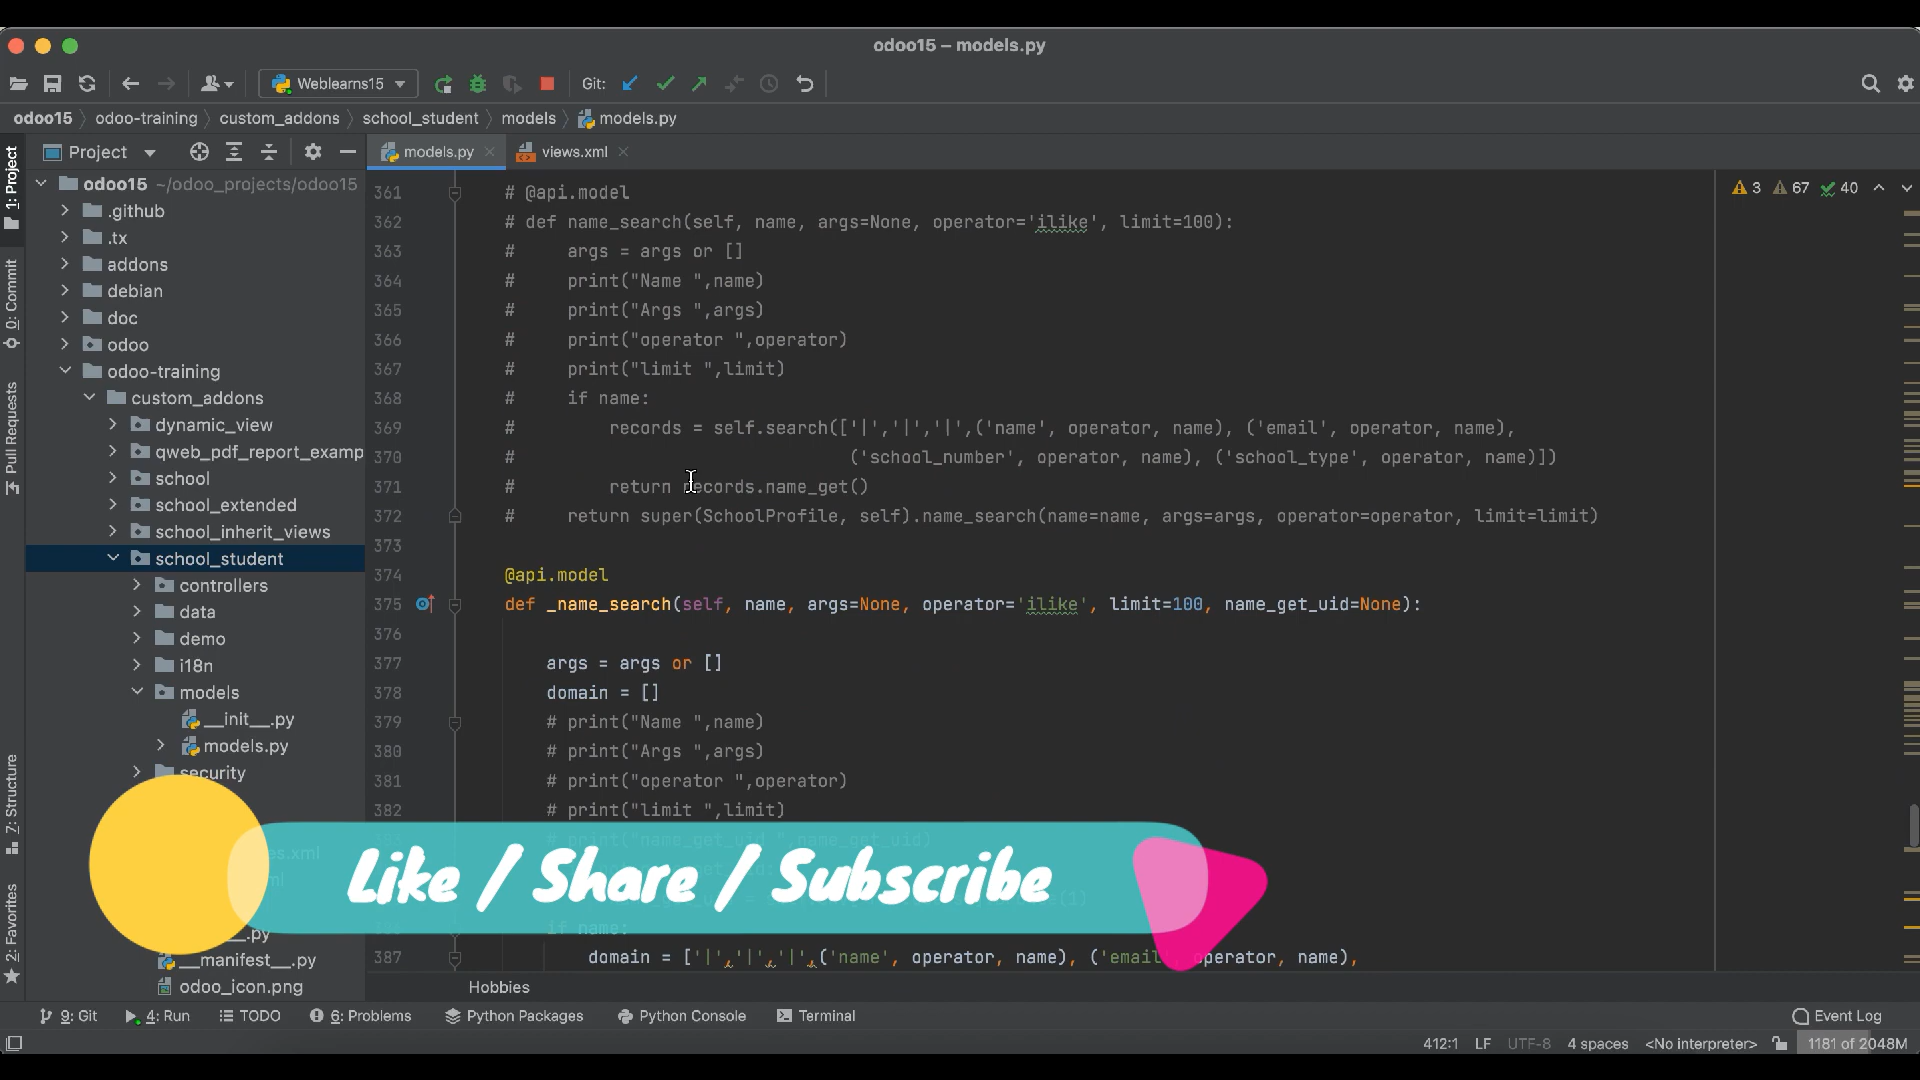 odoo15 – models.py
Weblearns15
Git:
odoo15 odoo-training custom_addons school_student models models.py
Project
models.py
views.xml
1: Project
0: Commit
Pull Requests
7: Structure
2: Favorites
odoo15 ~/odoo_projects/odoo15
.github
.tx
addons
debian
doc
odoo
odoo-training
custom_addons
dynamic_view
qweb_pdf_report_examp
school
school_extended
school_inherit_views
school_student
controllers
data
demo
i18n
models
__init__.py
models.py
security
__manifest__.py
odoo_icon.png
3 67 40
361 # @api.model
362 # def name_search(self, name, args=None, operator='ilike', limit=100):
363 # args = args or []
364 # print("Name ",name)
365 # print("Args ",args)
366 # print("operator ",operator)
367 # print("limit ",limit)
368 # if name:
369 # records = self.search(['|','|','|',('name', operator, name), ('email', operator, name),
370 # ('school_number', operator, name), ('school_type', operator, name)])
371 # return records.name_get()
372 # return super(SchoolProfile, self).name_search(name=name, args=args, operator=operator, limit=limit)
373
374 @api.model
375 def _name_search(self, name, args=None, operator='ilike', limit=100, name_get_uid=None):
376
377 args = args or []
378 domain = []
379 # print("Name ",name)
380 # print("Args ",args)
381 # print("operator ",operator)
382 # print("limit ",limit)
# print("name_get_uid ",name_get_uid)
if name:
387 domain = ['|','|','|',('name', operator, name), ('email', operator, name),
Like / Share / Subscribe
Hobbies
9: Git
4: Run
TODO
6: Problems
Python Packages
Python Console
Terminal
Event Log
412:1 LF UTF-8 4 spaces <No interpreter> 1181 of 2048M